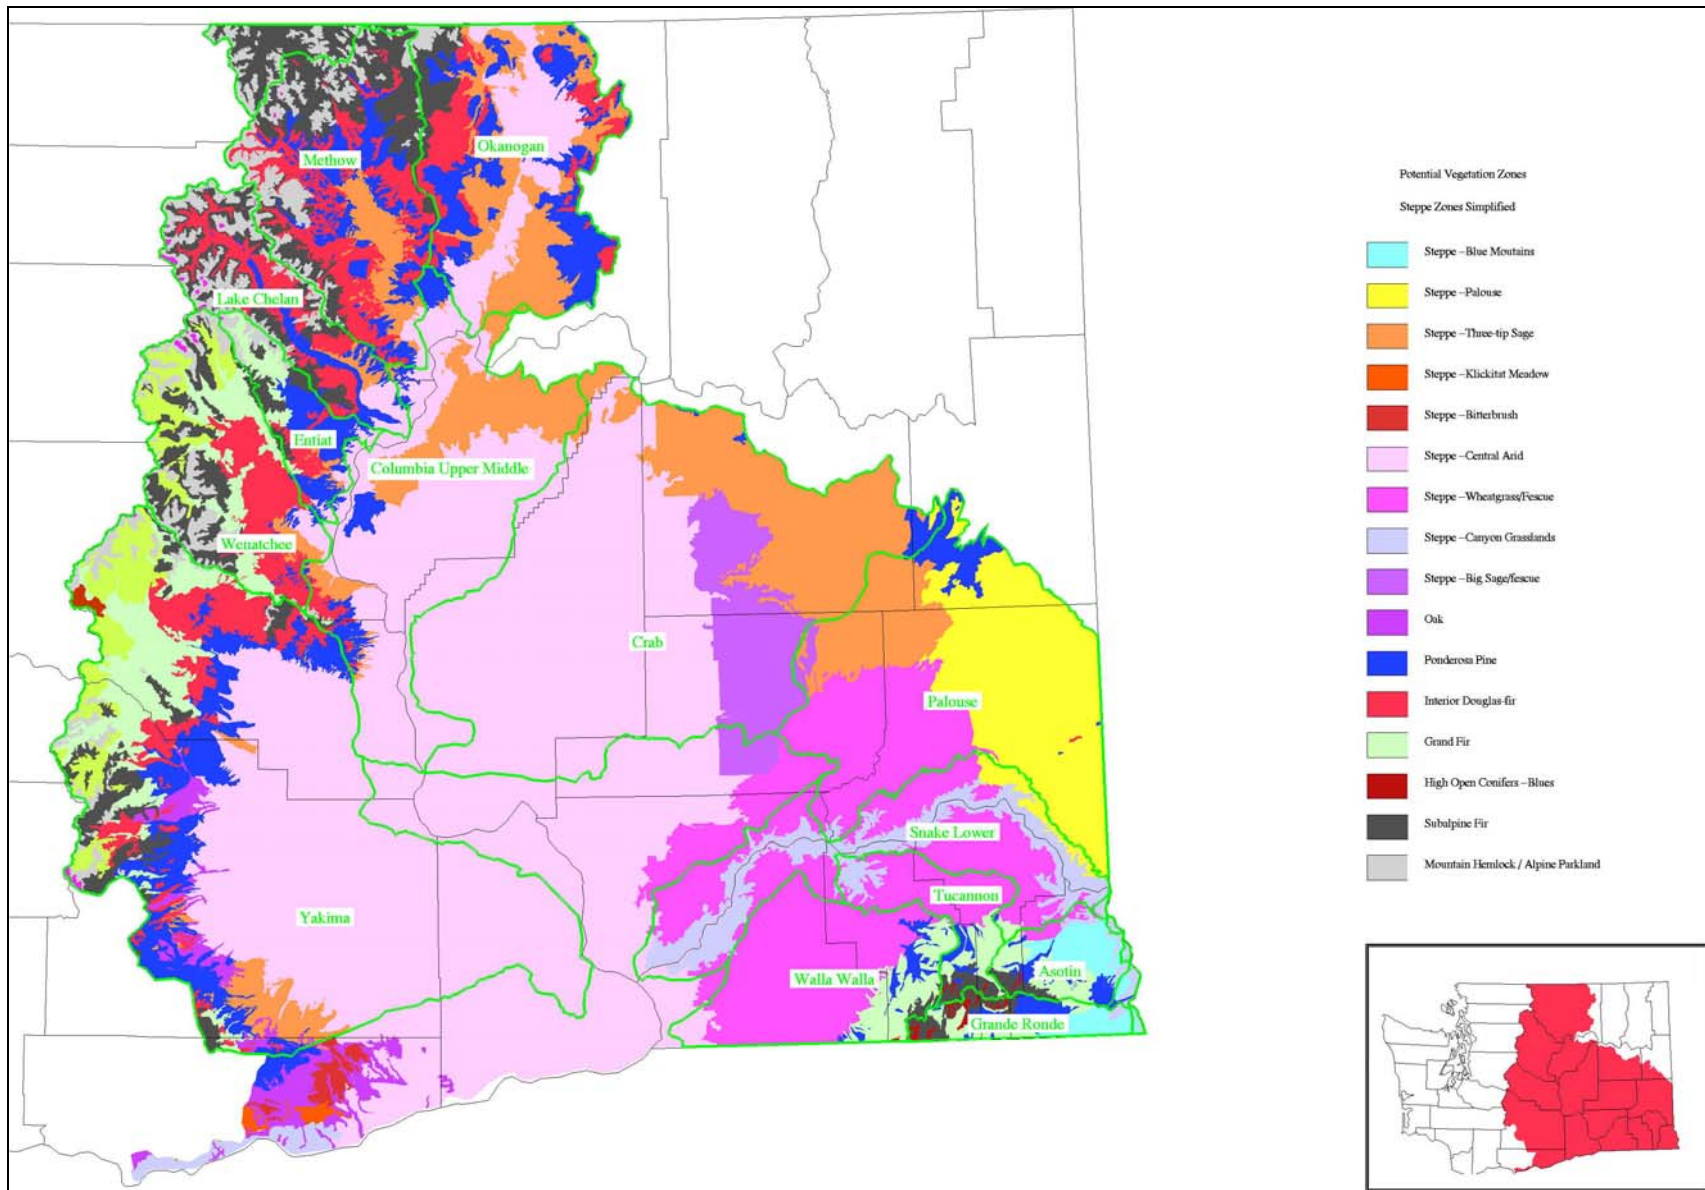 Methow
Okanogan
Lake Chelan
Entiat
Columbia Upper Middle
Wenatchee
Crab
Palouse
Snake Lower
Tucannon
Yakima
Walla Walla
Asotin
Grande Ronde
Potential Vegetation Zones
Steppe Zones Simplified
Steppe –Blue Moutains
Steppe –Palouse
Steppe –Three-tip Sage
Steppe –Klickitat Meadow
Steppe –Bitterbrush
Steppe –Central Arid
Steppe –Wheatgrass/Fescue
Steppe –Canyon Grasslands
Steppe –Big Sage/fescue
Oak
Ponderosa Pine
Interior Douglas-fir
Grand Fir
High Open Conifers –Blues
Subalpine Fir
Mountain Hemlock / Alpine Parkland